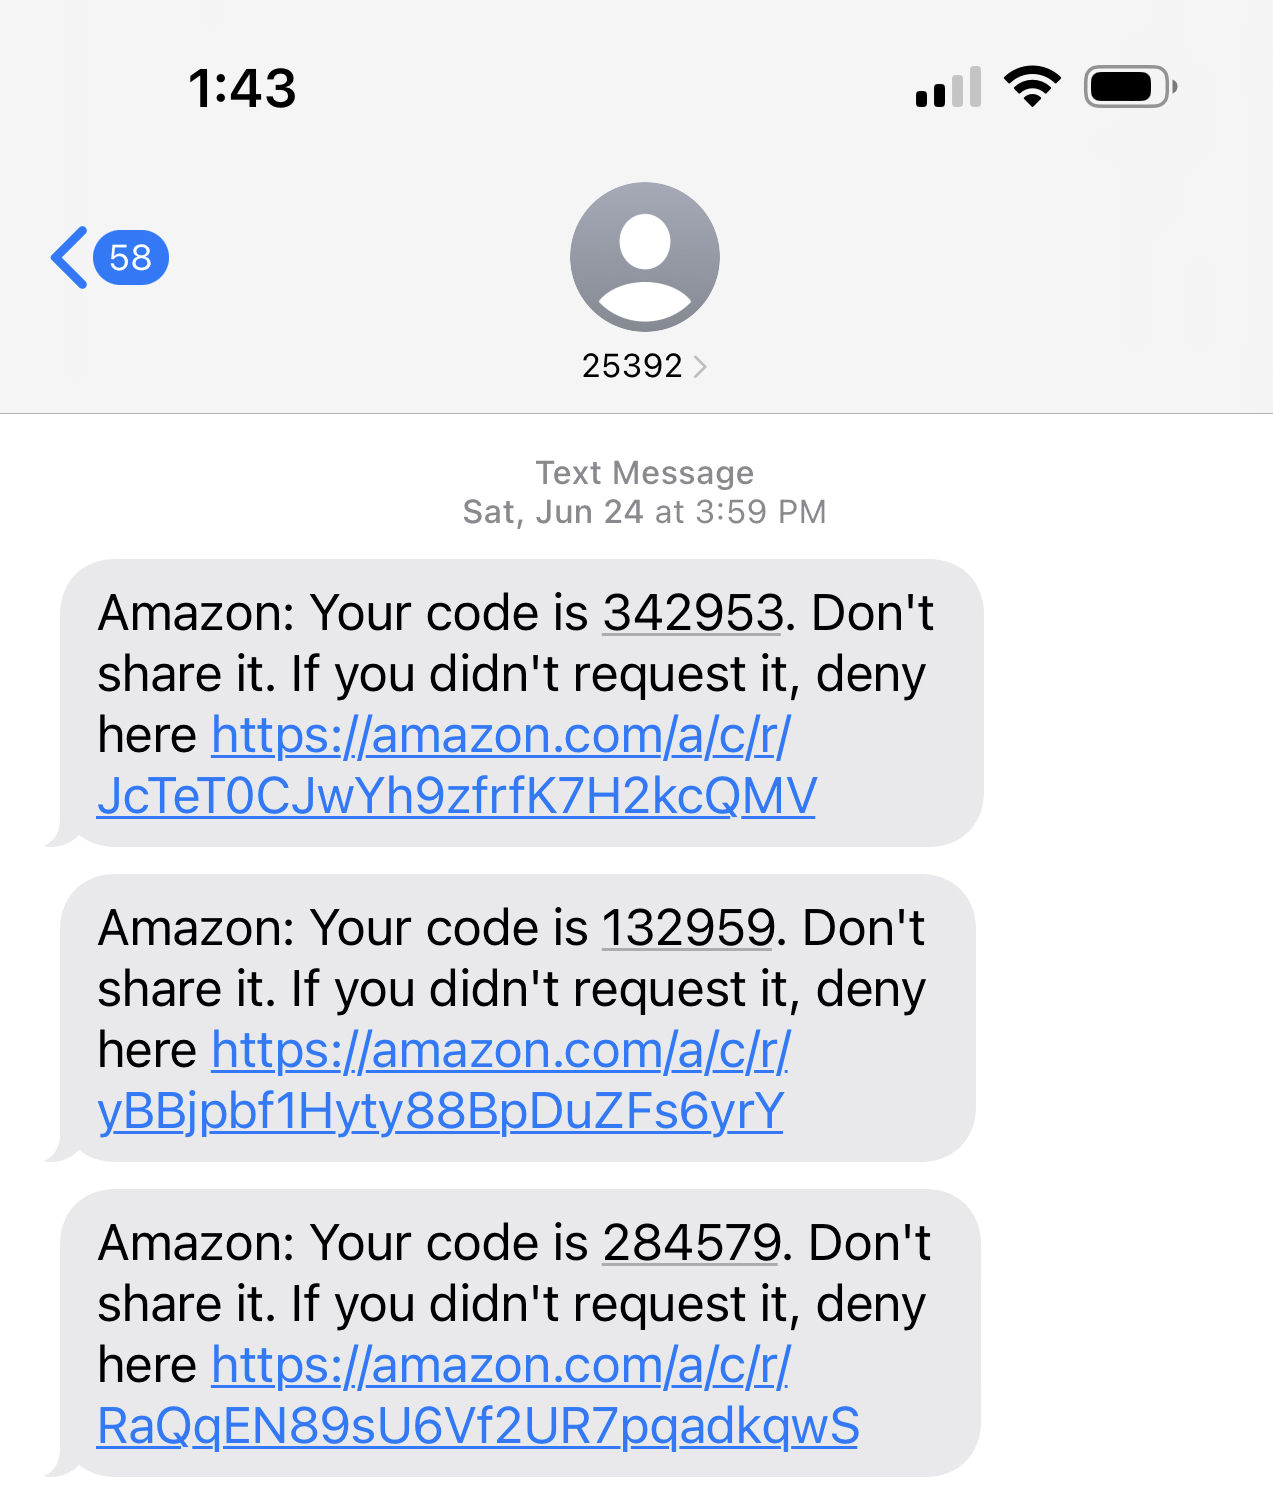 1:43
58
25392
Text Message
Sat, Jun 24 at 3:59 PM
Amazon: Your code is 342953. Don't
share it. If you didn't request it, deny
here https://amazon.com/a/c/r/
JcTeT0CJwYh9zfrfK7H2kcQMV
Amazon: Your code is 132959. Don't
share it. If you didn't request it, deny
here https://amazon.com/a/c/r/
yBBjpbf1Hyty88BpDuZFs6yrY
Amazon: Your code is 284579. Don't
share it. If you didn't request it, deny
here https://amazon.com/a/c/r/
RaQqEN89sU6Vf2UR7pqadkqwS